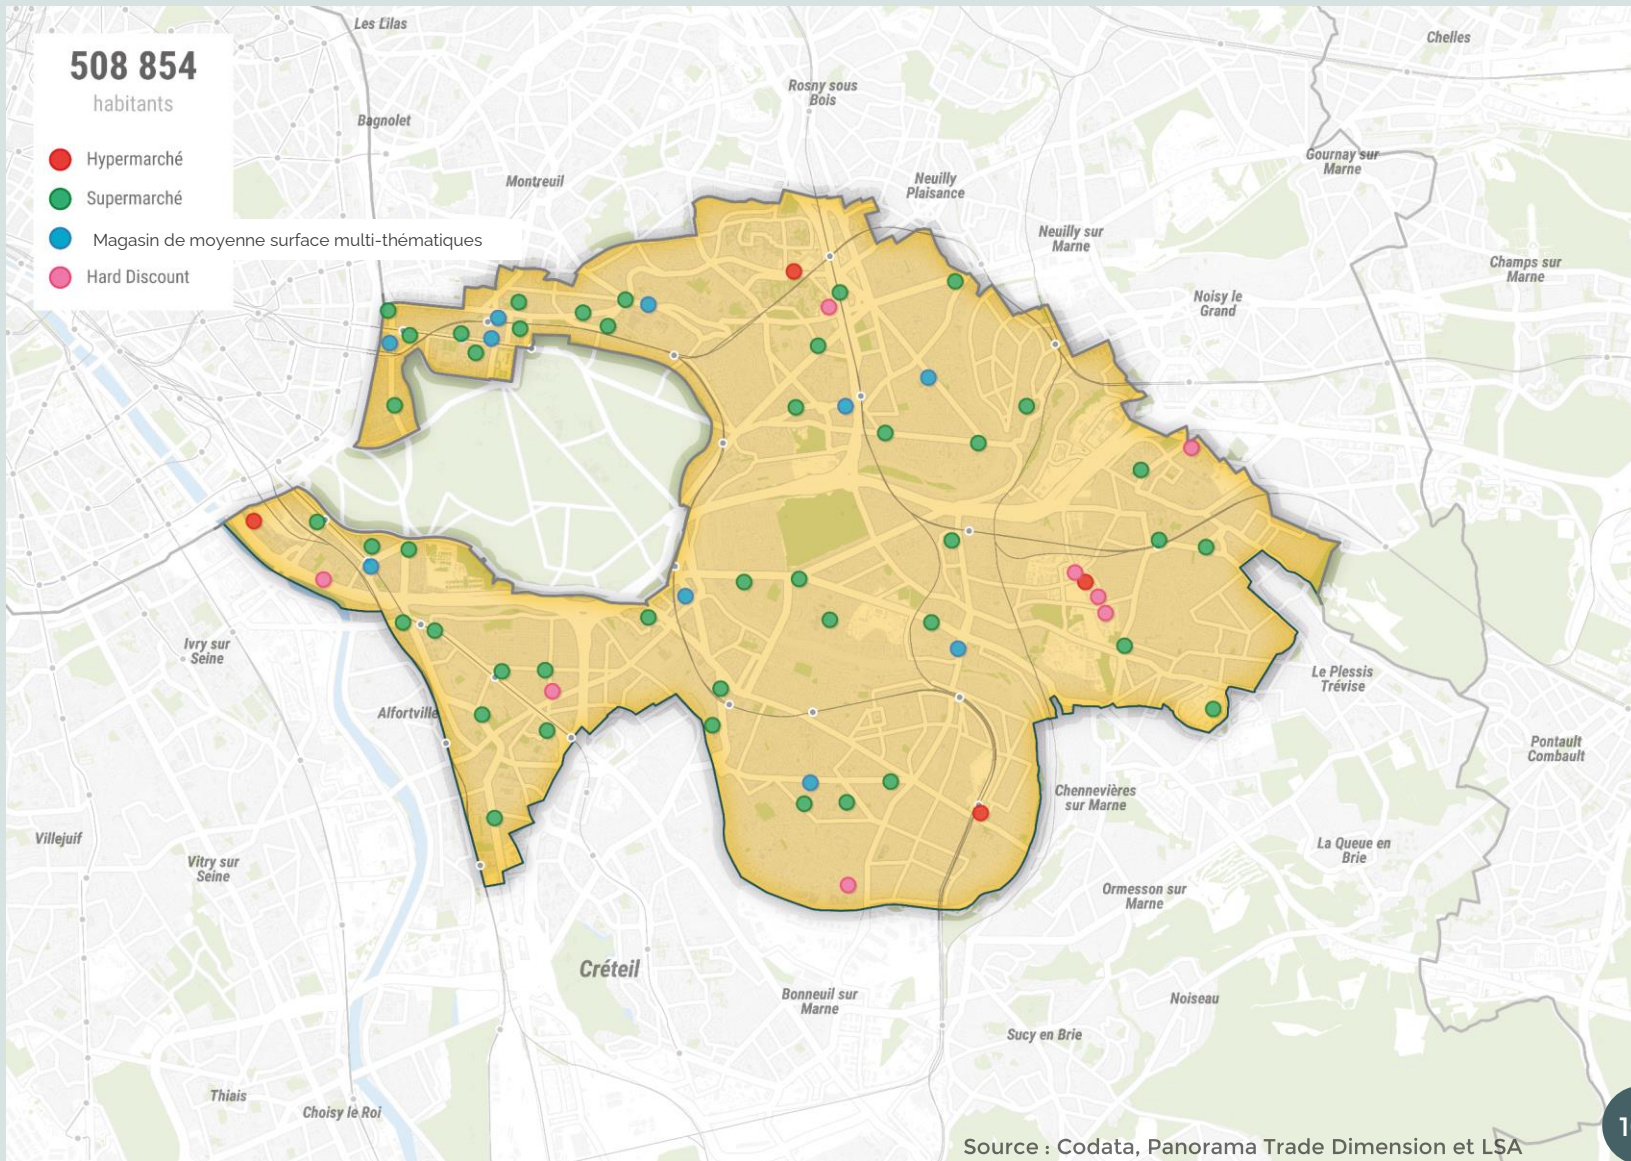 Les Lilas
Chelles
508 854
habitants
Rosny sous
Bois
Bagnolet
Hypermarché
Gournay sur
Marne
Montreuil
Neuilly
Plaisance
Supermarché
Neuilly sur
Marne
Magasin de moyenne surface multi-thématiques
Champs sur
Marne
Hard Discount
Noisy le
Grand
Ivry sur
Seine
Le Plessis
Trévise
Alfortville
Pontault
Combault
Chennevières
sur Marne
Villejuif
La Queue en
Brie
Vitry sur
Seine
Ormesson sur
Marne
Créteil
Bonneuil sur
Marne
Noiseau
Sucy en Brie
Thiais
Choisy le Roi
Source : Codata, Panorama Trade Dimension et LSA